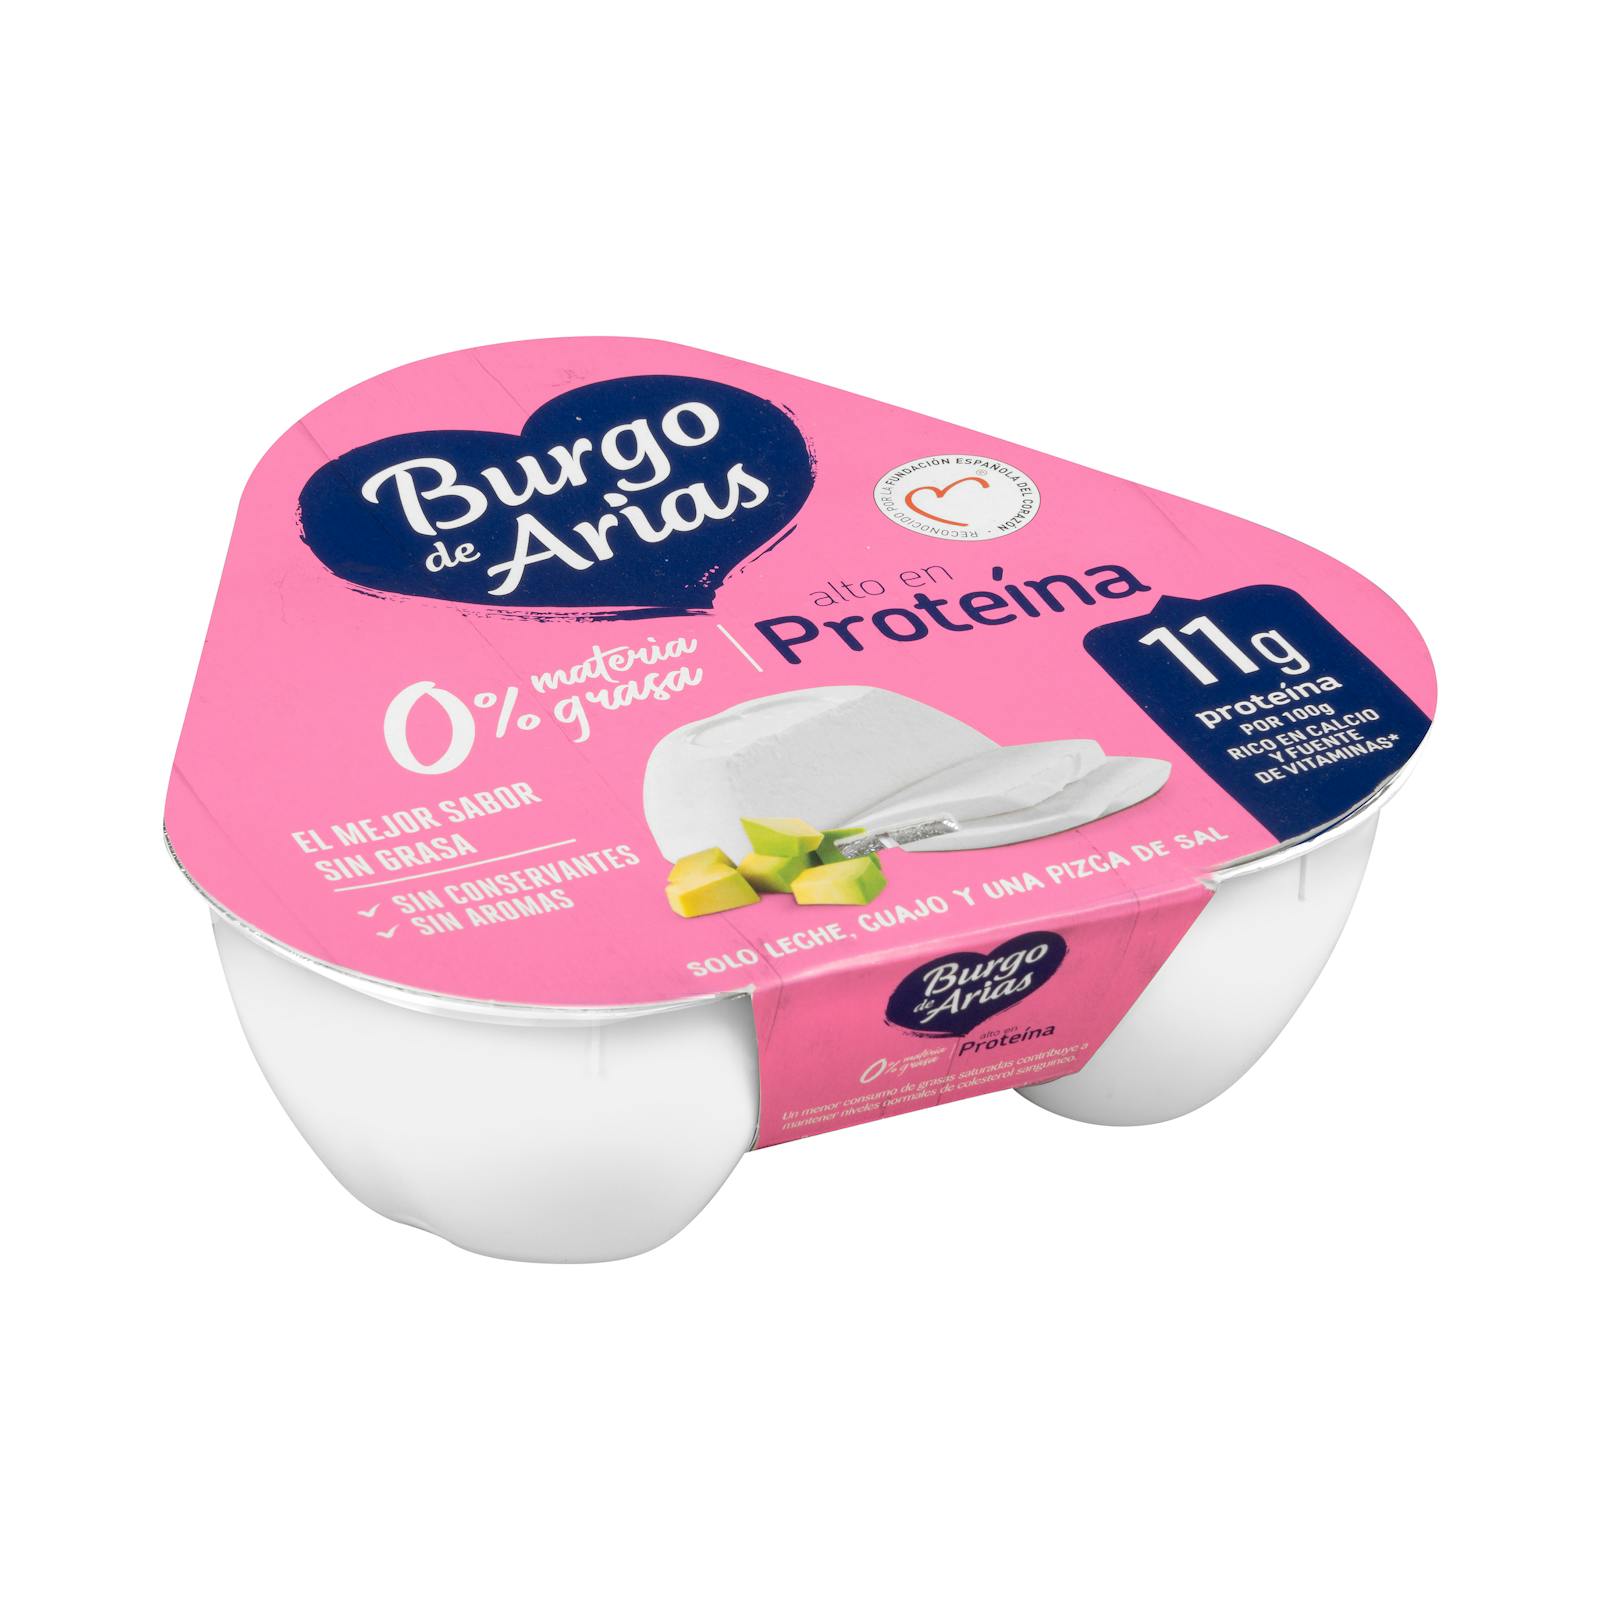 Burgo
de Arias
RECONOCIDO POR LA FUNDACIÓN ESPAÑOLA DEL CORAZÓN
®
0% materia
grasa
alto en
Proteína
11g
proteína
POR 100g
RICO EN CALCIO
Y FUENTE
DE VITAMINAS*
EL MEJOR SABOR
SIN GRASA
SIN CONSERVANTES
SIN AROMAS
SOLO LECHE, CUAJO Y UNA PIZCA DE SAL
Burgo
de Arias
0% materia
grasa
alto en
Proteína
Un menor consumo de grasas saturadas contribuye a
mantener niveles normales de colesterol sanguíneo.